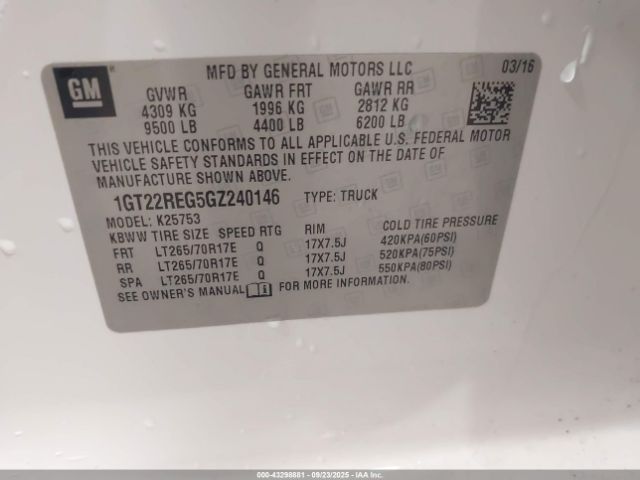 GM
MFD BY GENERAL MOTORS LLC 03/16
GVWR GAWR FRT GAWR RR
4309 KG 1996 KG 2812 KG
9500 LB 4400 LB 6200 LB
THIS VEHICLE CONFORMS TO ALL APPLICABLE U.S. FEDERAL MOTOR
VEHICLE SAFETY STANDARDS IN EFFECT ON THE DATE OF
MANUFACTURE SHOWN ABOVE.
1GT22REG5GZ240146 TYPE: TRUCK
MODEL: K25753
KBWW TIRE SIZE SPEED RTG RIM COLD TIRE PRESSURE
FRT LT265/70R17E Q 17X7.5J 420KPA(60PSI)
RR LT265/70R17E Q 17X7.5J 520KPA(75PSI)
SPA LT265/70R17E Q 17X7.5J 550KPA(80PSI)
SEE OWNER'S MANUAL FOR MORE INFORMATION.
000-43298881 - 09/23/2025 - IAAI.COM